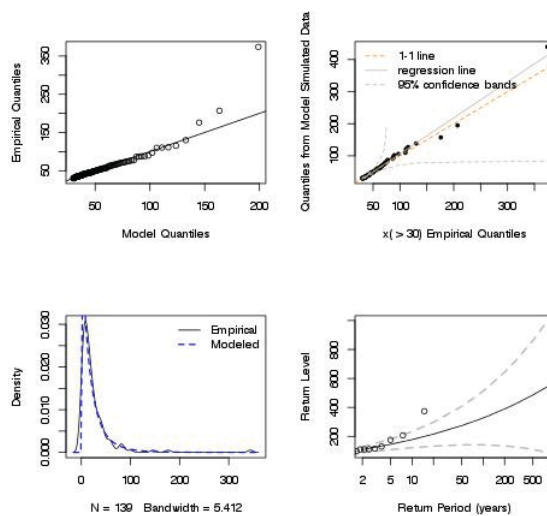 Empirical Quantiles
50 150 250 350
50 100 150 200
Model Quantiles
Quantiles from Model Simulated Data
100 200 300 400
1-1 line
regression line
95% confidence bands
50 100 200 300
x( > 30) Empirical Quantiles
Density
0.000 0.010 0.020 0.030
Empirical
Modeled
0 100 200 300
N = 139 Bandwidth = 5.412
Return Level
200 400 600 800
2 5 10 50 100 200 500
Return Period (years)